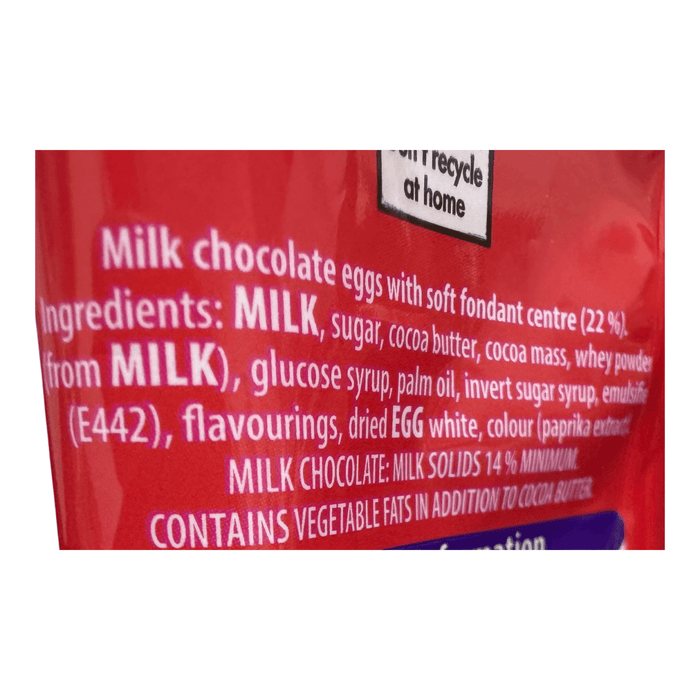 recycle
at home
Milk chocolate eggs with soft fondant centre (22 %).
Ingredients: MILK, sugar, cocoa butter, cocoa mass, whey powder
(from MILK), glucose syrup, palm oil, invert sugar syrup, emulsifie
(E442), flavourings, dried EGG white, colour (paprika extract).
MILK CHOCOLATE: MILK SOLIDS 14 % MINIMUM.
CONTAINS VEGETABLE FATS IN ADDITION TO COCOA BUTTER.